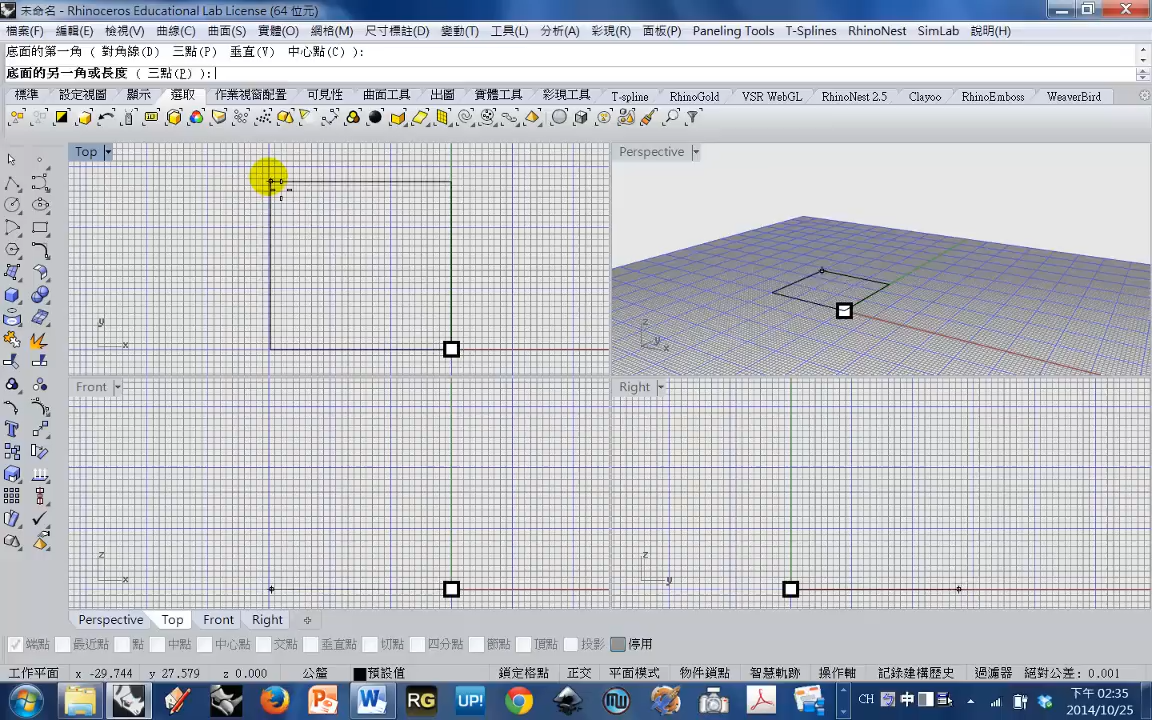 未命名 - Rhinoceros Educational Lab License (64 位元)
檔案(F) 編輯(E) 檢視(V) 曲線(C) 曲面(S) 實體(O) 網格(M) 尺寸標註(D) 變動(T) 工具(L) 分析(A) 彩現(R) 面板(P) Paneling Tools T-Splines RhinoNest SimLab 說明(H)
底面的第一角 ( 對角線(D) 三點(P) 垂直(V) 中心點(C) ):
底面的另一角或長度 ( 三點(P) ):
標準 設定視圖 顯示 選取 作業視窗配置 可見性 曲面工具 出圖 實體工具 彩現工具 T-spline RhinoGold VSR WebGL RhinoNest 2.5 Clayoo RhinoEmboss WeaverBird
Top
Perspective
y
x
z
y
x
Front
Right
z
x
z
y
Perspective Top Front Right
端點 最近點 點 中點 中心點 交點 垂直點 切點 四分點 節點 頂點 投影 停用
工作平面 x -29.744 y 27.579 z 0.000 公釐 預設值 鎖定格點 正交 平面模式 物件鎖點 智慧軌跡 操作軸 記錄建構歷史 過濾器 絕對公差: 0.001
RG UP! CH 中 下午 02:35
2014/10/25